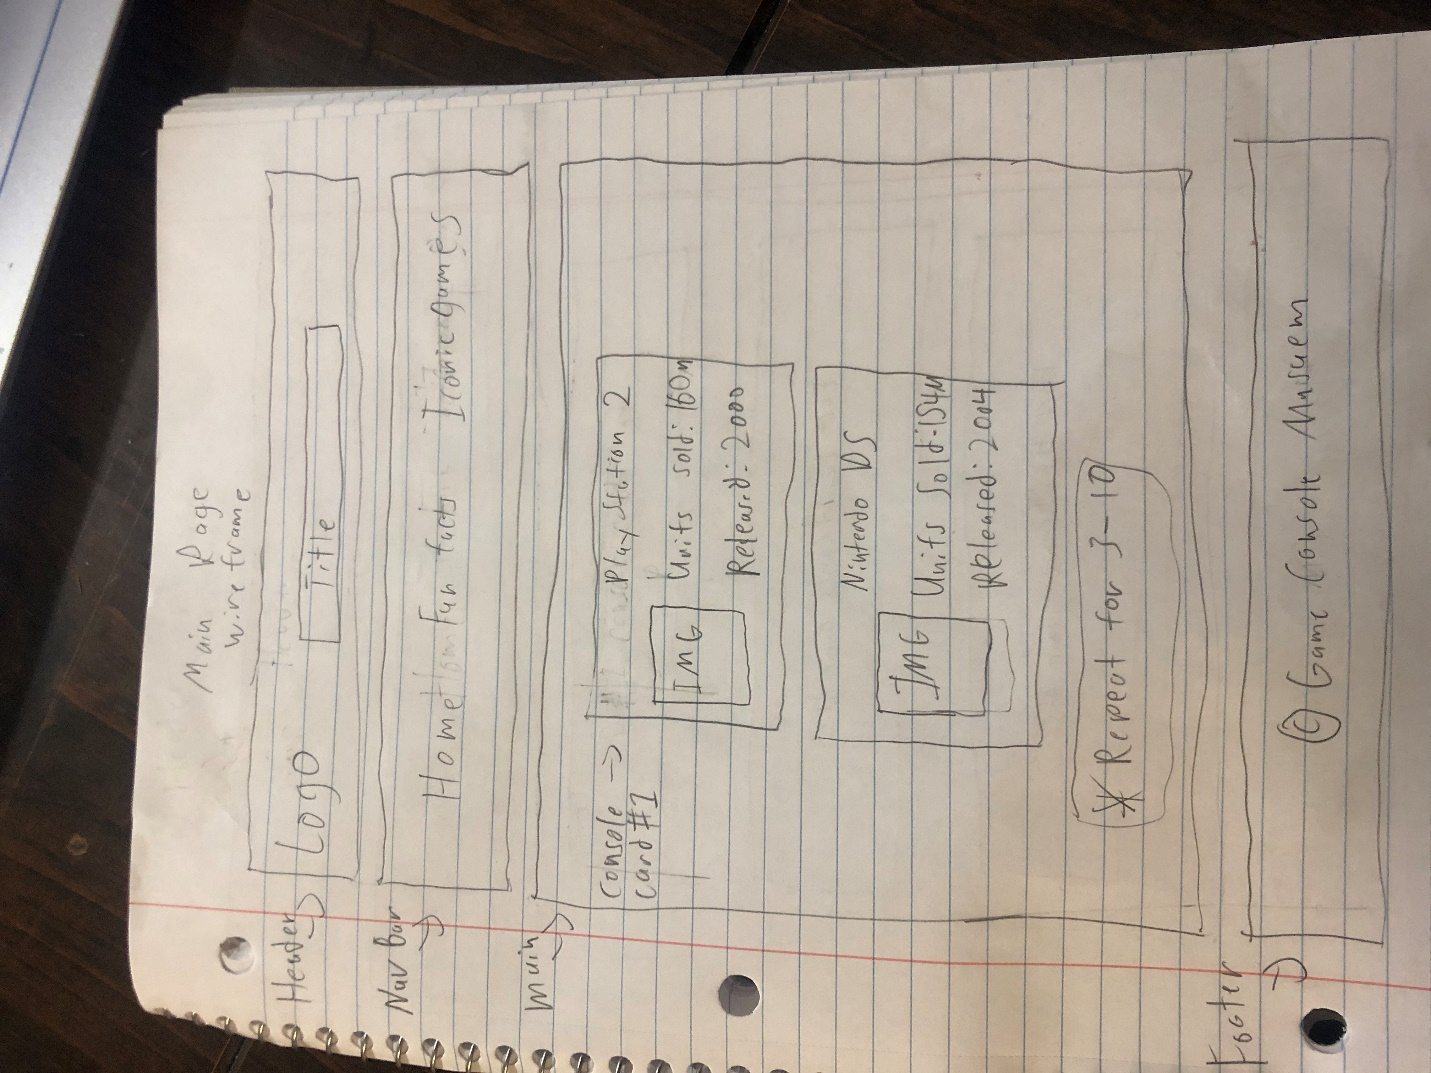 Main Page
wire frame
Header
Logo
Title
Nav bar
Home Fun facts Iconic games
Main
Console ->
card #1
PlayStation 2
IMG
Units sold: 160m
Released: 2000
Nintendo DS
IMG
Units Sold: 154M
Released: 2004
* Repeat for 3-10
Footer
© Game Console Musuem